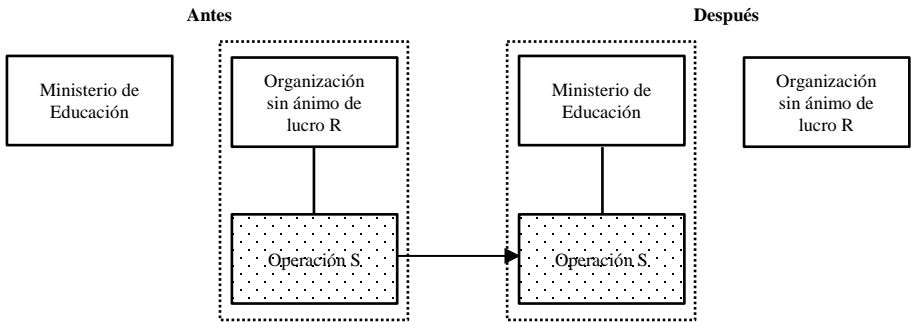 Antes
Después
Ministerio de
Educación
Organización
sin ánimo de
lucro R
Ministerio de
Educación
Organización
sin ánimo de
lucro R
Operación S
Operación S